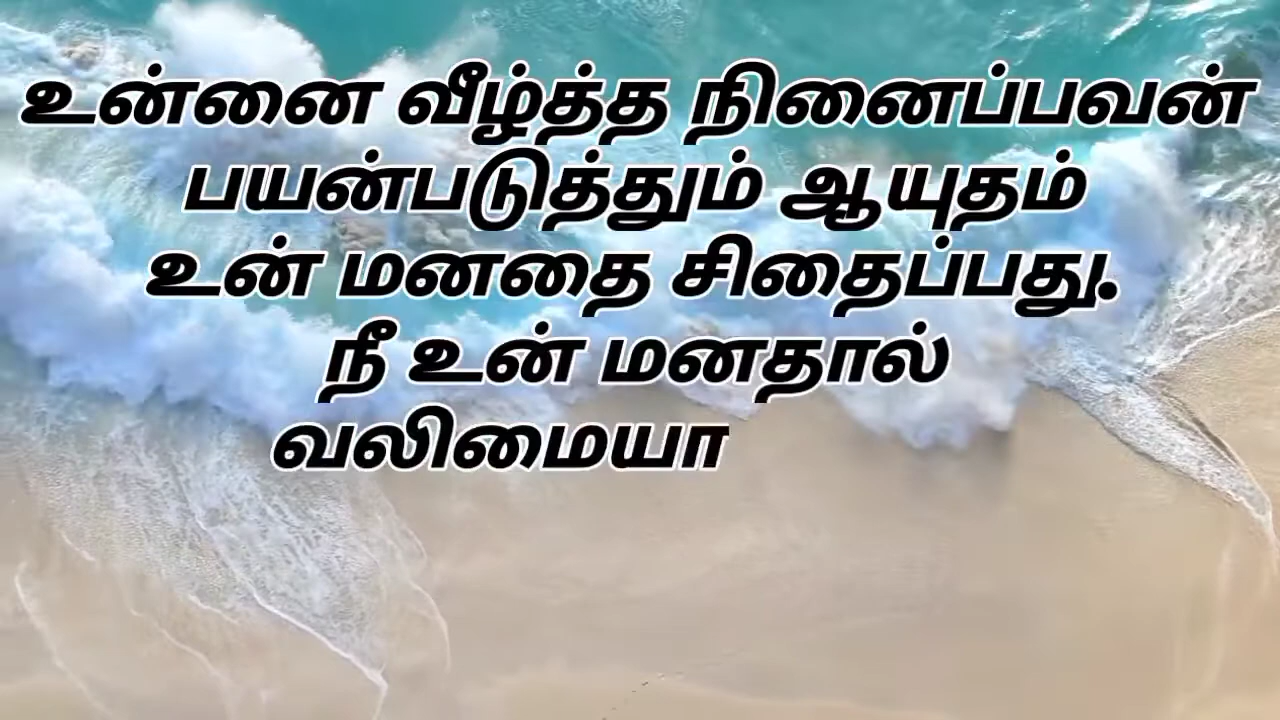 உன்னை வீழ்த்த நினைப்பவன்
பயன்படுத்தும் ஆயுதம்
உன் மனதை சிதைப்பது.
நீ உன் மனதால்
வலிமையா